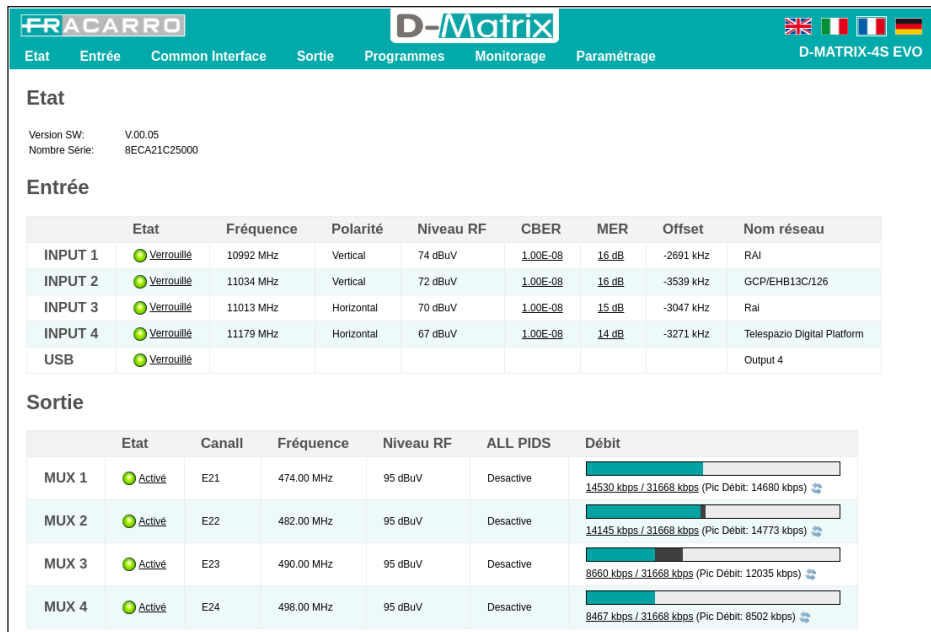 FRACARRO
D-Matrix
Etat Entrée Common Interface Sortie Programmes Monitorage Paramétrage D-MATRIX-4S EVO
Etat
Version SW: V.00.05
Nombre Série: 8ECA21C25000
Entrée
Etat Fréquence Polarité Niveau RF CBER MER Offset Nom réseau
INPUT 1 Verrouillé 10992 MHz Vertical 74 dBuV 1.00E-08 16 dB -2691 kHz RAI
INPUT 2 Verrouillé 11034 MHz Vertical 72 dBuV 1.00E-08 16 dB -3539 kHz GCP/EHB13C/126
INPUT 3 Verrouillé 11013 MHz Horizontal 70 dBuV 1.00E-08 15 dB -3047 kHz Rai
INPUT 4 Verrouillé 11179 MHz Horizontal 67 dBuV 1.00E-08 14 dB -3271 kHz Telespazio Digital Platform
USB Verrouillé Output 4
Sortie
Etat Canall Fréquence Niveau RF ALL PIDS Débit
MUX 1 Activé E21 474.00 MHz 95 dBuV Desactive
14530 kbps / 31668 kbps (Pic Débit: 14680 kbps)
MUX 2 Activé E22 482.00 MHz 95 dBuV Desactive
14145 kbps / 31668 kbps (Pic Débit: 14773 kbps)
MUX 3 Activé E23 490.00 MHz 95 dBuV Desactive
8660 kbps / 31668 kbps (Pic Débit: 12035 kbps)
MUX 4 Activé E24 498.00 MHz 95 dBuV Desactive
8467 kbps / 31668 kbps (Pic Débit: 8502 kbps)